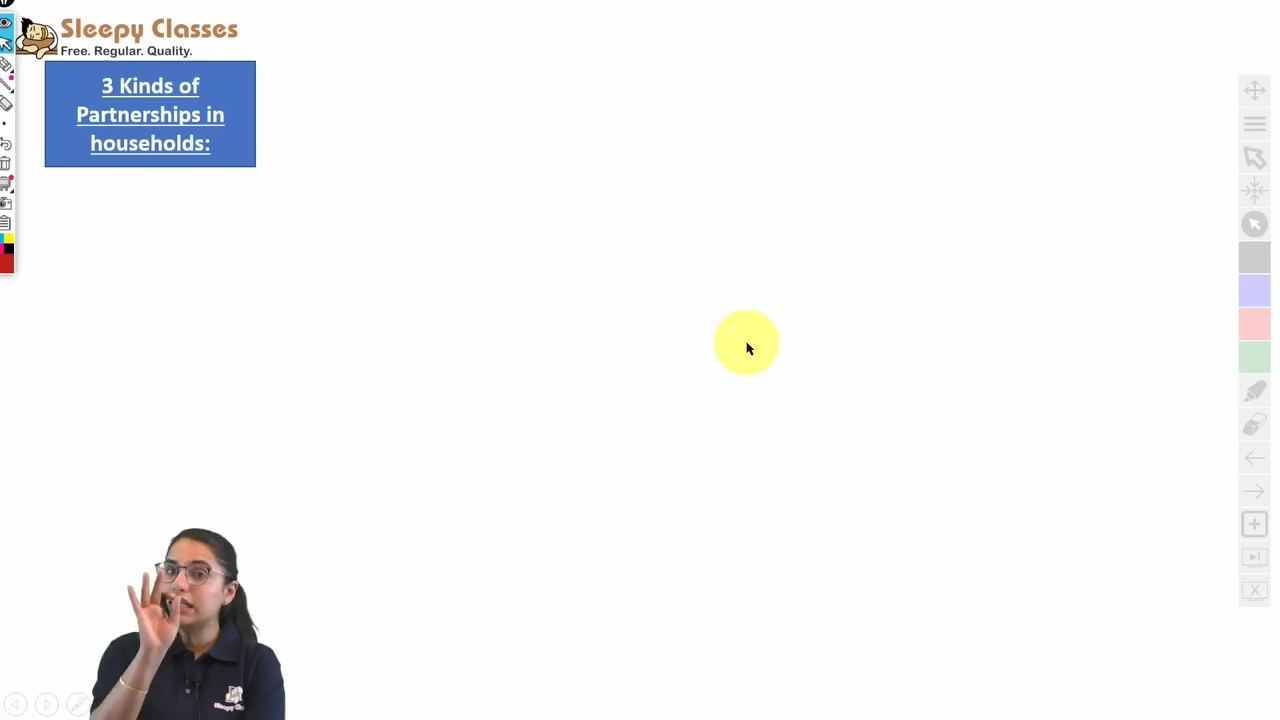 Sleepy Classes
Free. Regular. Quality.
3 Kinds of
Partnerships in
households: